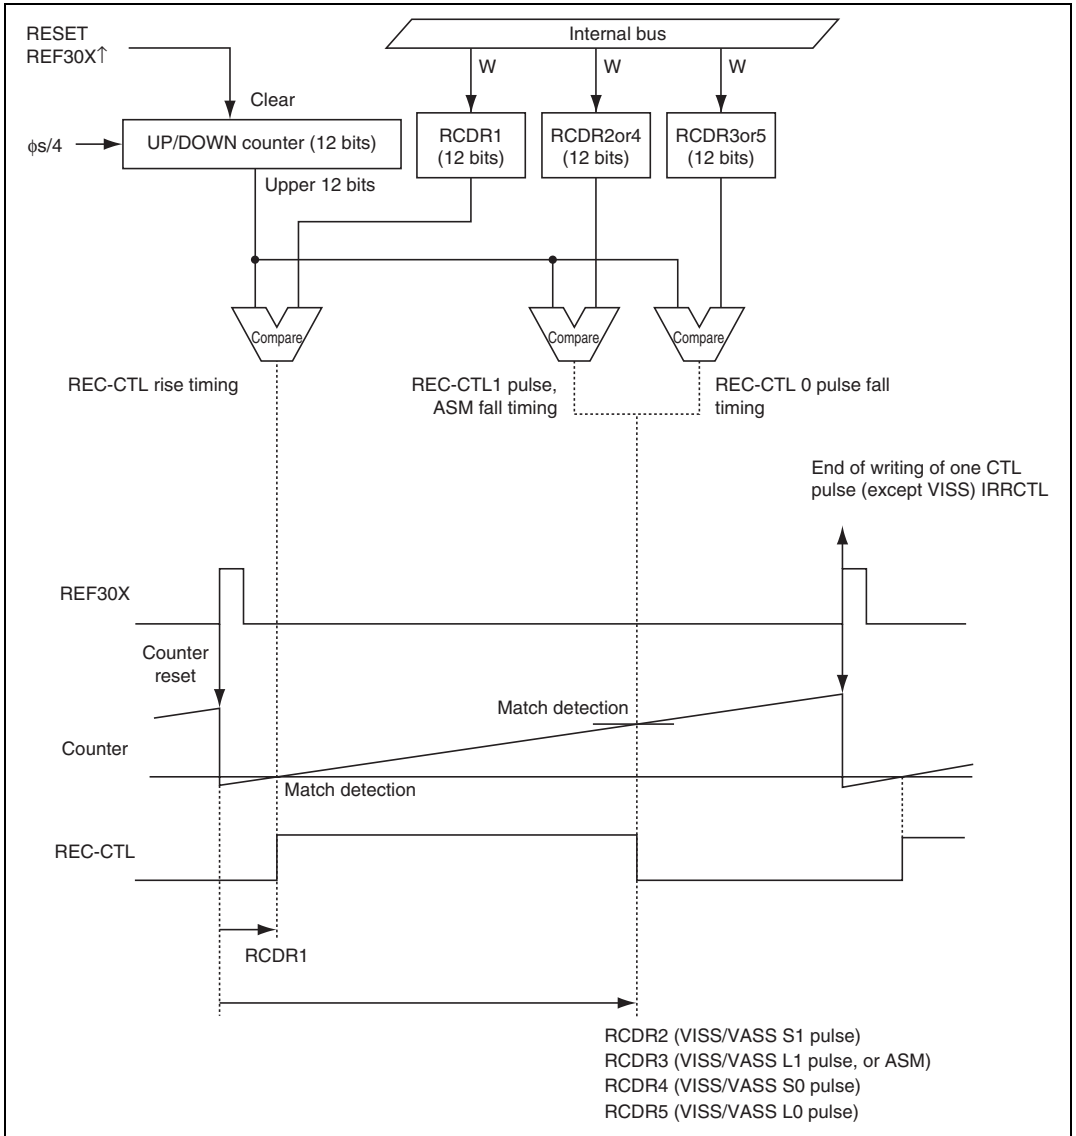 RESET
REF30X↑
Internal bus
W
W
W
Clear
ϕs/4
UP/DOWN counter (12 bits)
RCDR1
(12 bits)
RCDR2or4
(12 bits)
RCDR3or5
(12 bits)
Upper 12 bits
Compare
Compare
Compare
REC-CTL rise timing
REC-CTL1 pulse,
ASM fall timing
REC-CTL 0 pulse fall
timing
End of writing of one CTL
pulse (except VISS) IRRCTL
REF30X
Counter
reset
Match detection
Counter
Match detection
REC-CTL
RCDR1
RCDR2 (VISS/VASS S1 pulse)
RCDR3 (VISS/VASS L1 pulse, or ASM)
RCDR4 (VISS/VASS S0 pulse)
RCDR5 (VISS/VASS L0 pulse)